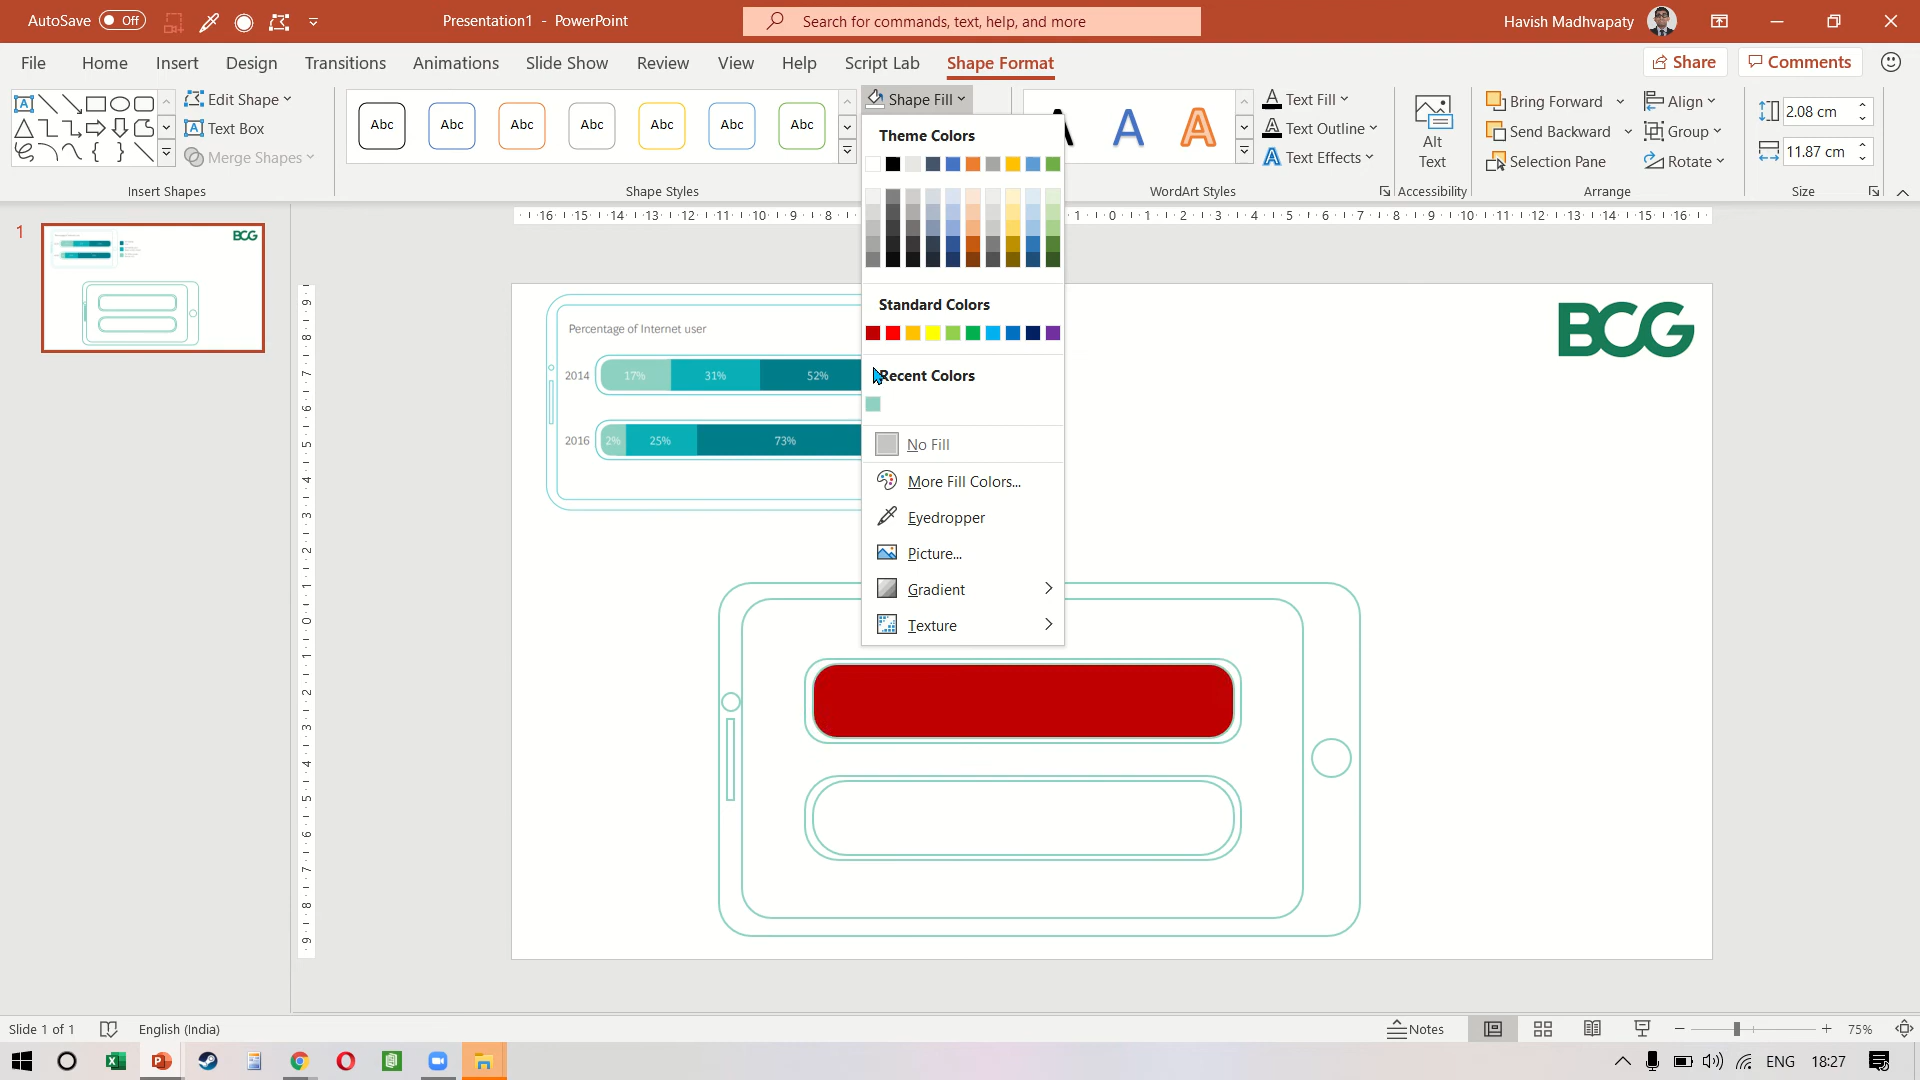 AutoSave Off
Presentation1 - PowerPoint
Search for commands, text, help, and more
Havish Madhvapaty
File Home Insert Design Transitions Animations Slide Show Review View Help Script Lab Shape Format
Share
Comments
Edit Shape
Text Box
Merge Shapes
Insert Shapes
Abc Abc Abc Abc Abc Abc Abc
Shape Styles
Shape Fill
Theme Colors
Standard Colors
Recent Colors
No Fill
More Fill Colors...
Eyedropper
Picture...
Gradient
Texture
A A A
WordArt Styles
Text Fill
Text Outline
Text Effects
Alt
Text
Accessibility
Bring Forward
Send Backward
Selection Pane
Align
Group
Rotate
Arrange
2.08 cm
11.87 cm
Size
1
BCG
Percentage of Internet user
2014 17% 31% 52%
2016 2% 25% 73%
BCG
Slide 1 of 1
English (India)
Notes
75%
ENG
18:27